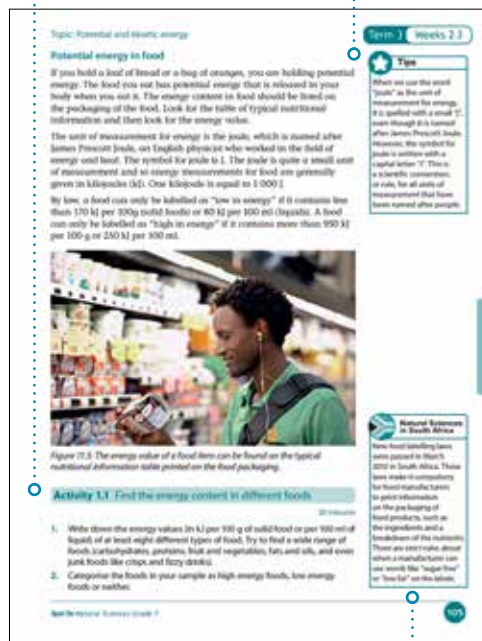 Topic: Potential and kinetic energy
Term 3 Weeks 2.3
Potential energy in food
If you hold a loaf of bread or a bag of oranges, you are holding potential
energy. The food you eat has potential energy that is released in your
body when you eat it. The energy content in food should be listed on
the packaging of the food. Look for the table of typical nutritional
information and then look for the energy value.
The unit of measurement for energy is the joule, which is named after
James Prescott Joule, an English physicist who worked in the field of
energy and heat. The symbol for joule is J. The joule is quite a small unit
of measurement and so energy measurements for food are generally
given in kilojoules (kJ). One kilojoule is equal to 1 000 J.
By law, a food can only be labelled as "low in energy" if it contains less
than 170 kJ per 100g (solid foods) or 80 kJ per 100 ml (liquids). A food
can only be labelled as "high in energy" if it contains more than 950 kJ
per 100 g or 250 kJ per 100 ml.
Tips
When we use the word
"joule" as the unit of
measurement for energy,
it is spelled with a small "j",
even though it is named
after James Prescott Joule.
However, the symbol for
joule is written with a
capital letter "J". This is
a scientific convention,
or rule, for all units of
measurement that have
been named after people.
Figure 11.3: The energy value of a food item can be found on the typical
nutritional information table printed on the food packaging.
Activity 1.1 Find the energy content in different foods
1. Write down the energy values (in kJ per 100 g of solid food or per 100 ml of
liquid) of at least eight different types of food. Try to find a wide range of
foods (carbohydrates, proteins, fruit and vegetables, fats and oils, and even
junk foods like crisps and fizzy drinks).
2. Categorise the foods in your sample as high energy foods, low energy
foods or neither.
Natural Sciences
in South Africa
New food labelling laws
were passed in March
2010 in South Africa. These
laws make it compulsory
for food manufacturers
to print information
on the packaging of
food products, such as
the ingredients and a
breakdown of the nutrients.
There are strict rules about
when a manufacturer can
use words like "sugar free"
or "low fat" on the labels.
Spot On Natural Sciences Grade 7
105